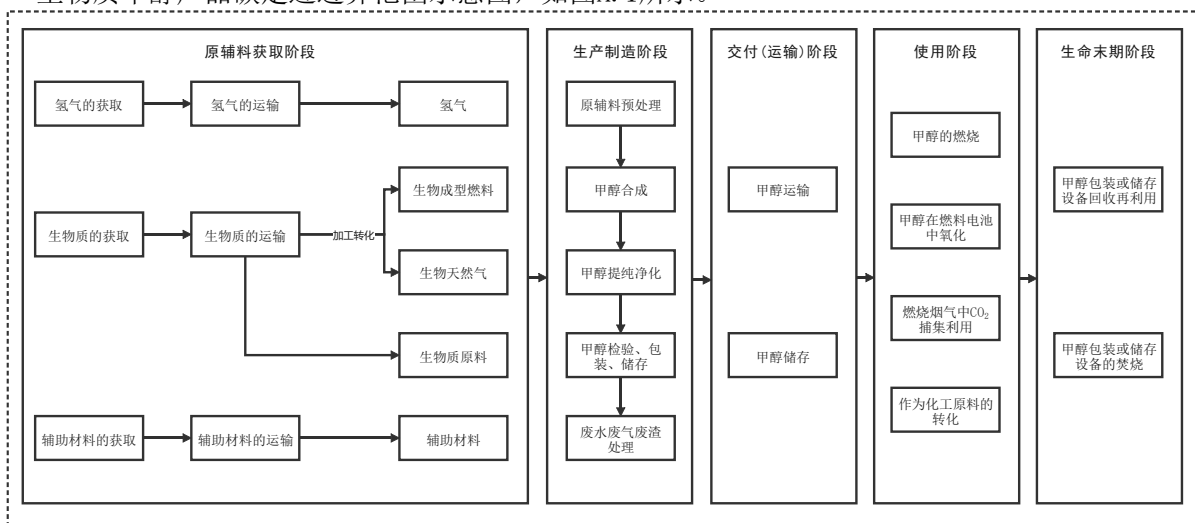 原辅料获取阶段
氢气的获取
氢气的运输
氢气
生物质的获取
生物质的运输
加工转化
生物成型燃料
生物天然气
生物质原料
辅助材料的获取
辅助材料的运输
辅助材料
生产制造阶段
原辅料预处理
甲醇合成
甲醇提纯净化
甲醇检验、包
装、储存
废水废气废渣
处理
交付(运输)阶段
甲醇运输
甲醇储存
使用阶段
甲醇的燃烧
甲醇在燃料电池
中氧化
燃烧烟气中CO₂
捕集利用
作为化工原料的
转化
生命末期阶段
甲醇包装或储存
设备回收再利用
甲醇包装或储存
设备的焚烧